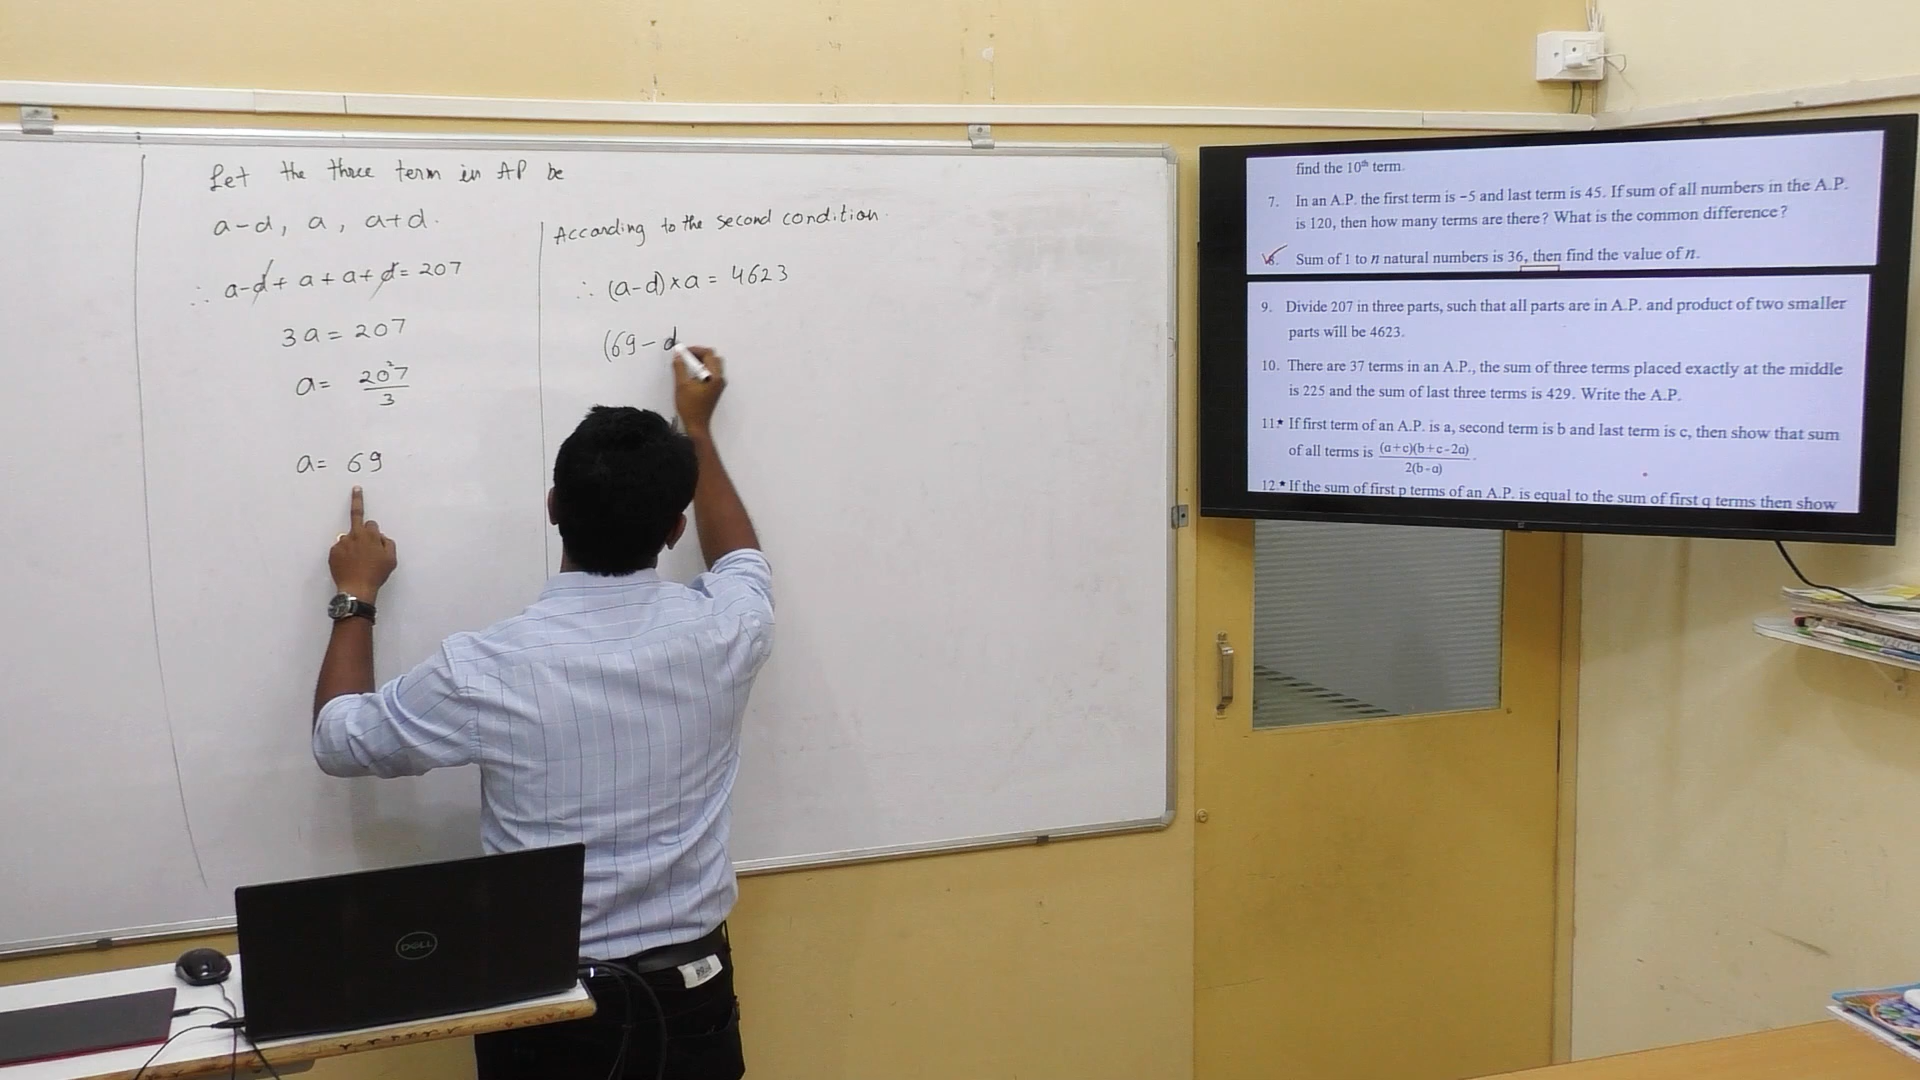 Let the three term in AP be
a-d, a, a+d.
∴ a-d+ a + a+ d = 207
3a = 207
a= 207/3
2
a= 69
According to the second condition.
∴ (a-d)×a = 4623
(69-d
find the 10th term.
7. In an A.P. the first term is −5 and last term is 45. If sum of all numbers in the A.P.
is 120, then how many terms are there? What is the common difference?
8. Sum of 1 to n natural numbers is 36, then find the value of n.
9. Divide 207 in three parts, such that all parts are in A.P. and product of two smaller
parts will be 4623.
10. There are 37 terms in an A.P., the sum of three terms placed exactly at the middle
is 225 and the sum of last three terms is 429. Write the A.P.
11.* If first term of an A.P. is a, second term is b and last term is c, then show that sum
of all terms is (a+c)(b+c-2a)/2(b-a).
12.* If the sum of first p terms of an A.P. is equal to the sum of first q terms then show
DELL